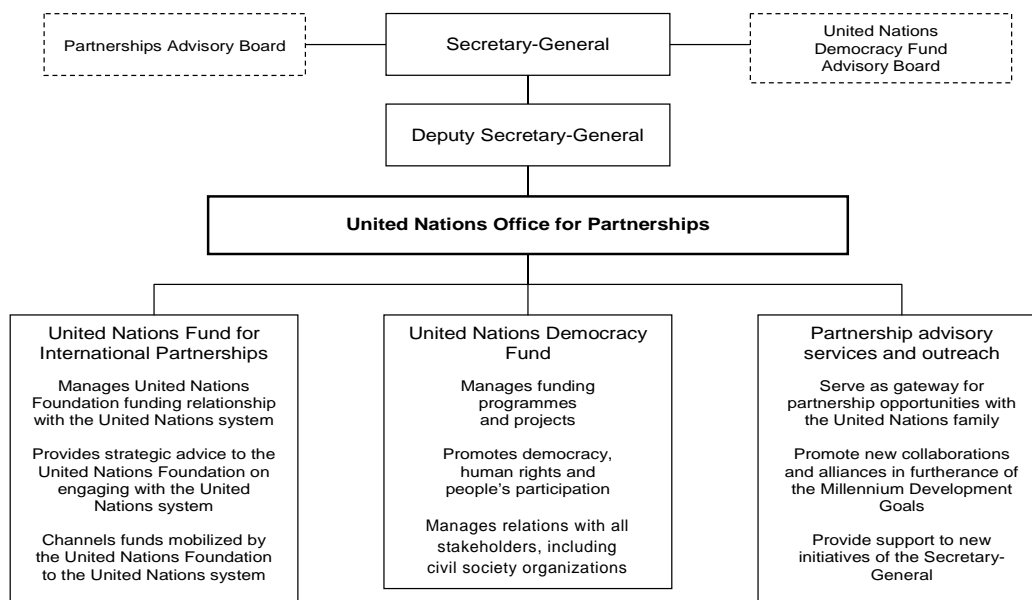 Partnerships Advisory Board
Secretary-General
United Nations
Democracy Fund
Advisory Board
Deputy Secretary-General
United Nations Office for Partnerships
United Nations Fund for
International Partnerships
Manages United Nations
Foundation funding relationship
with the United Nations system
Provides strategic advice to the
United Nations Foundation on
engaging with the United
Nations system
Channels funds mobilized by
the United Nations Foundation
to the United Nations system
United Nations Democracy
Fund
Manages funding
programmes
and projects
Promotes democracy,
human rights and
people's participation
Manages relations with all
stakeholders, including
civil society organizations
Partnership advisory
services and outreach
Serve as gateway for
partnership opportunities with
the United Nations family
Promote new collaborations
and alliances in furtherance of
the Millennium Development
Goals
Provide support to new
initiatives of the Secretary-
General